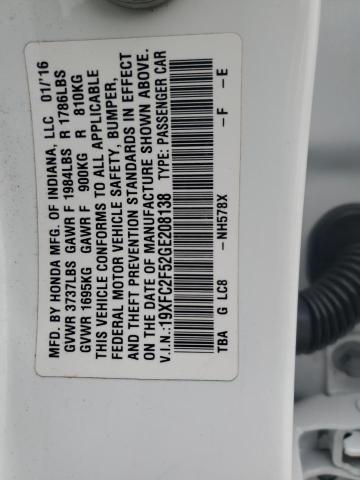 MFD. BY HONDA MFG. OF INDIANA, LLC 01/16
GVWR 3737LBS GAWR F 1984LBS R 1786LBS
GVWR 1695KG GAWR F 900KG R 810KG
THIS VEHICLE CONFORMS TO ALL APPLICABLE
FEDERAL MOTOR VEHICLE SAFETY, BUMPER,
AND THEFT PREVENTION STANDARDS IN EFFECT
ON THE DATE OF MANUFACTURE SHOWN ABOVE.
V.I.N.:19XFC2F52GE208138 TYPE: PASSENGER CAR
TBA G LC8 -NH578X -F -E